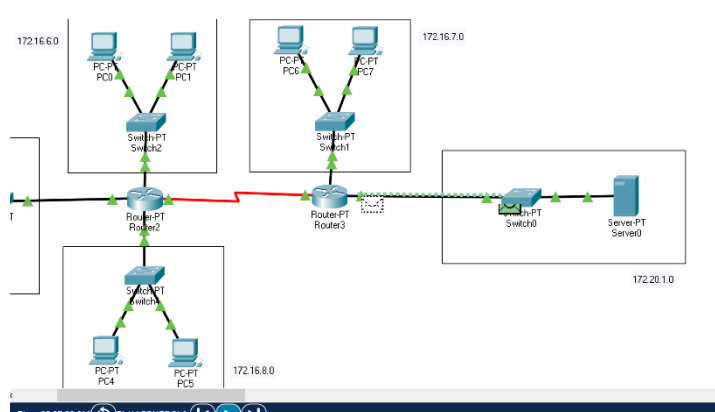 172.16.6.0
PC-PT
PC0
PC-PT
PC1
Switch-PT
Switch2
172.16.7.0
PC-PT
PC6
PC-PT
PC7
Switch-PT
Switch1
Router-PT
Router2
Router-PT
Router3
Switch-PT
Switch0
Server-PT
Server0
172.20.1.0
Switch-PT
PC-PT
PC4
PC-PT
PC5
172.16.8.0